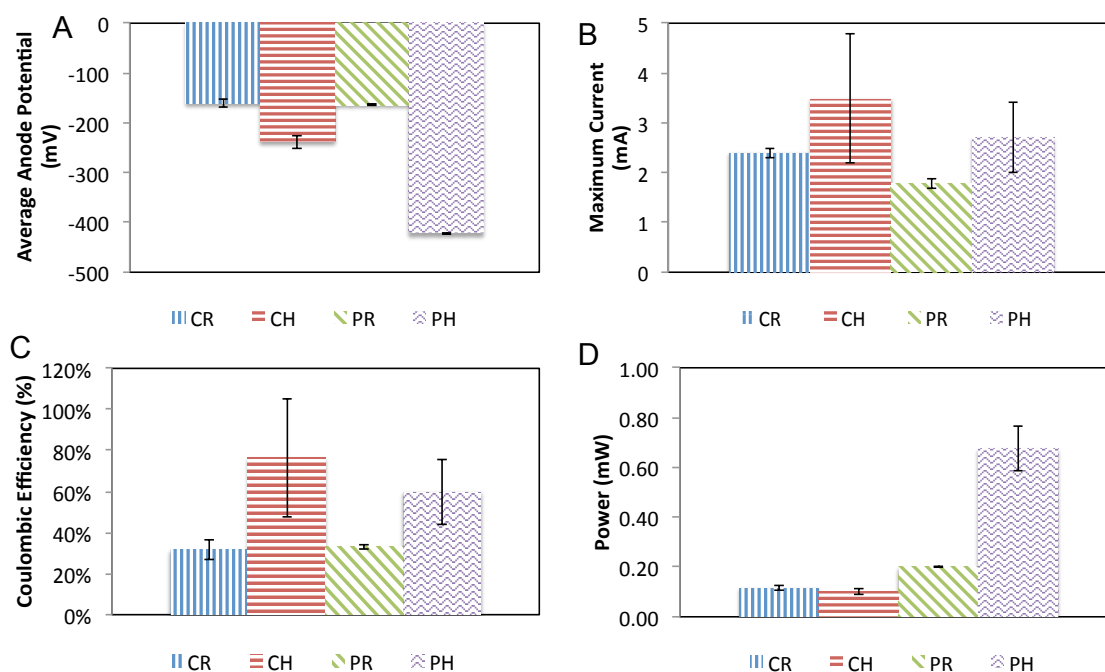 A
Average Anode Potential
(mV)
0
-100
-200
-300
-400
-500
CR CH PR PH
B
Maximum Current
(mA)
5
4
3
2
1
0
CR CH PR PH
C
Coulombic Efficiency (%)
120%
100%
80%
60%
40%
20%
0%
CR CH PR PH
D
Power (mW)
1.00
0.80
0.60
0.40
0.20
0.00
CR CH PR PH